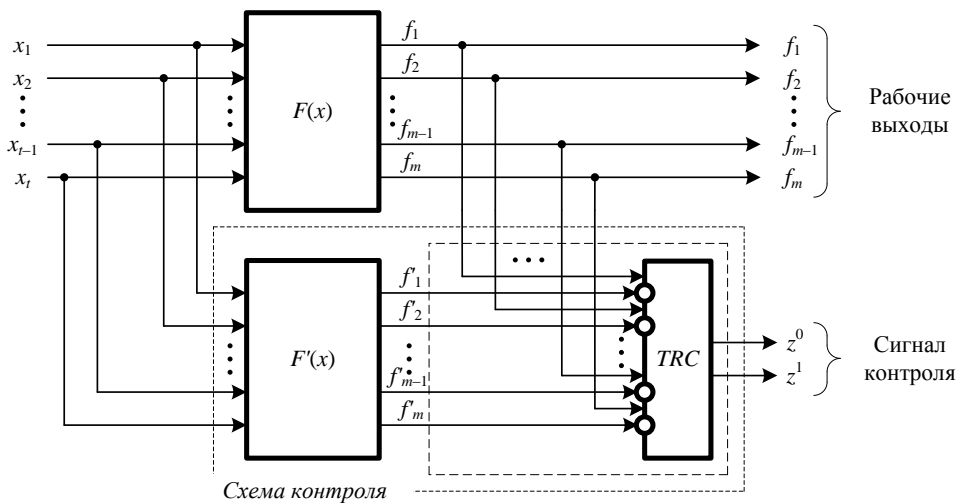 x₁
x₂
xₜ₋₁
xₜ
F(x)
f₁
f₂
fₘ₋₁
fₘ
f₁
f₂
fₘ₋₁
fₘ
Рабочие
выходы
F'(x)
f'₁
f'₂
f'ₘ₋₁
f'ₘ
TRC
z⁰
z¹
Сигнал
контроля
Схема контроля